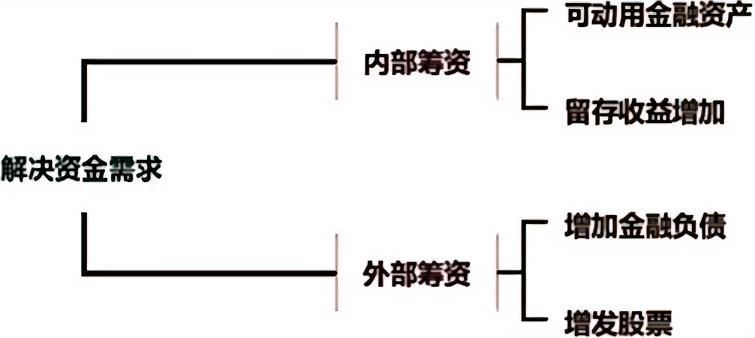 可动用金融资产
内部筹资
留存收益增加
解决资金需求
增加金融负债
外部筹资
增发股票